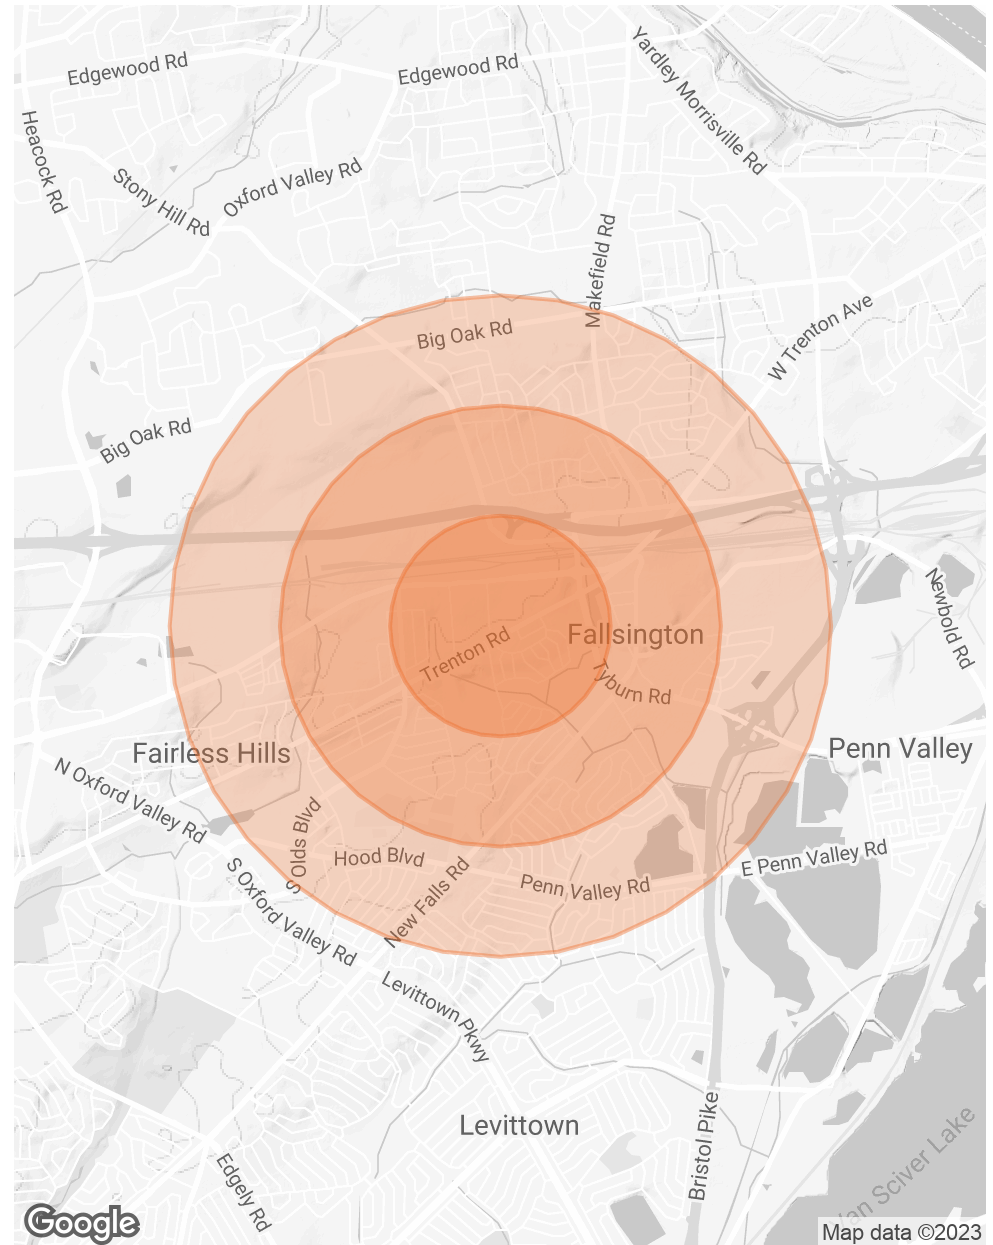 Edgewood Rd
Edgewood Rd
Yardley Morrisville Rd
Heacock Rd
Stony Hill Rd
Oxford Valley Rd
Makefield Rd
Big Oak Rd
W Trenton Ave
Big Oak Rd
Newbold Rd
Trenton Rd
Fallsington
Tyburn Rd
Fairless Hills
Penn Valley
N Oxford Valley Rd
S Olds Blvd
Hood Blvd
E Penn Valley Rd
S Oxford Valley Rd
New Falls Rd
Penn Valley Rd
Levittown Pkwy
Levittown
Bristol Pike
Van Sciver Lake
Edgely Rd
Google
Map data ©2023